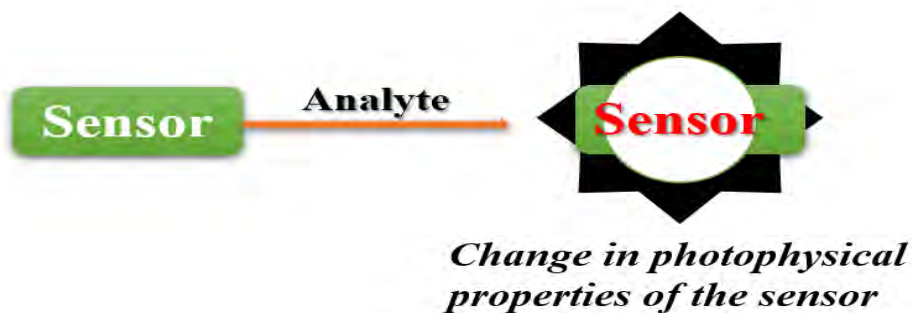 Sensor
Analyte
Sensor
Change in photophysical
properties of the sensor